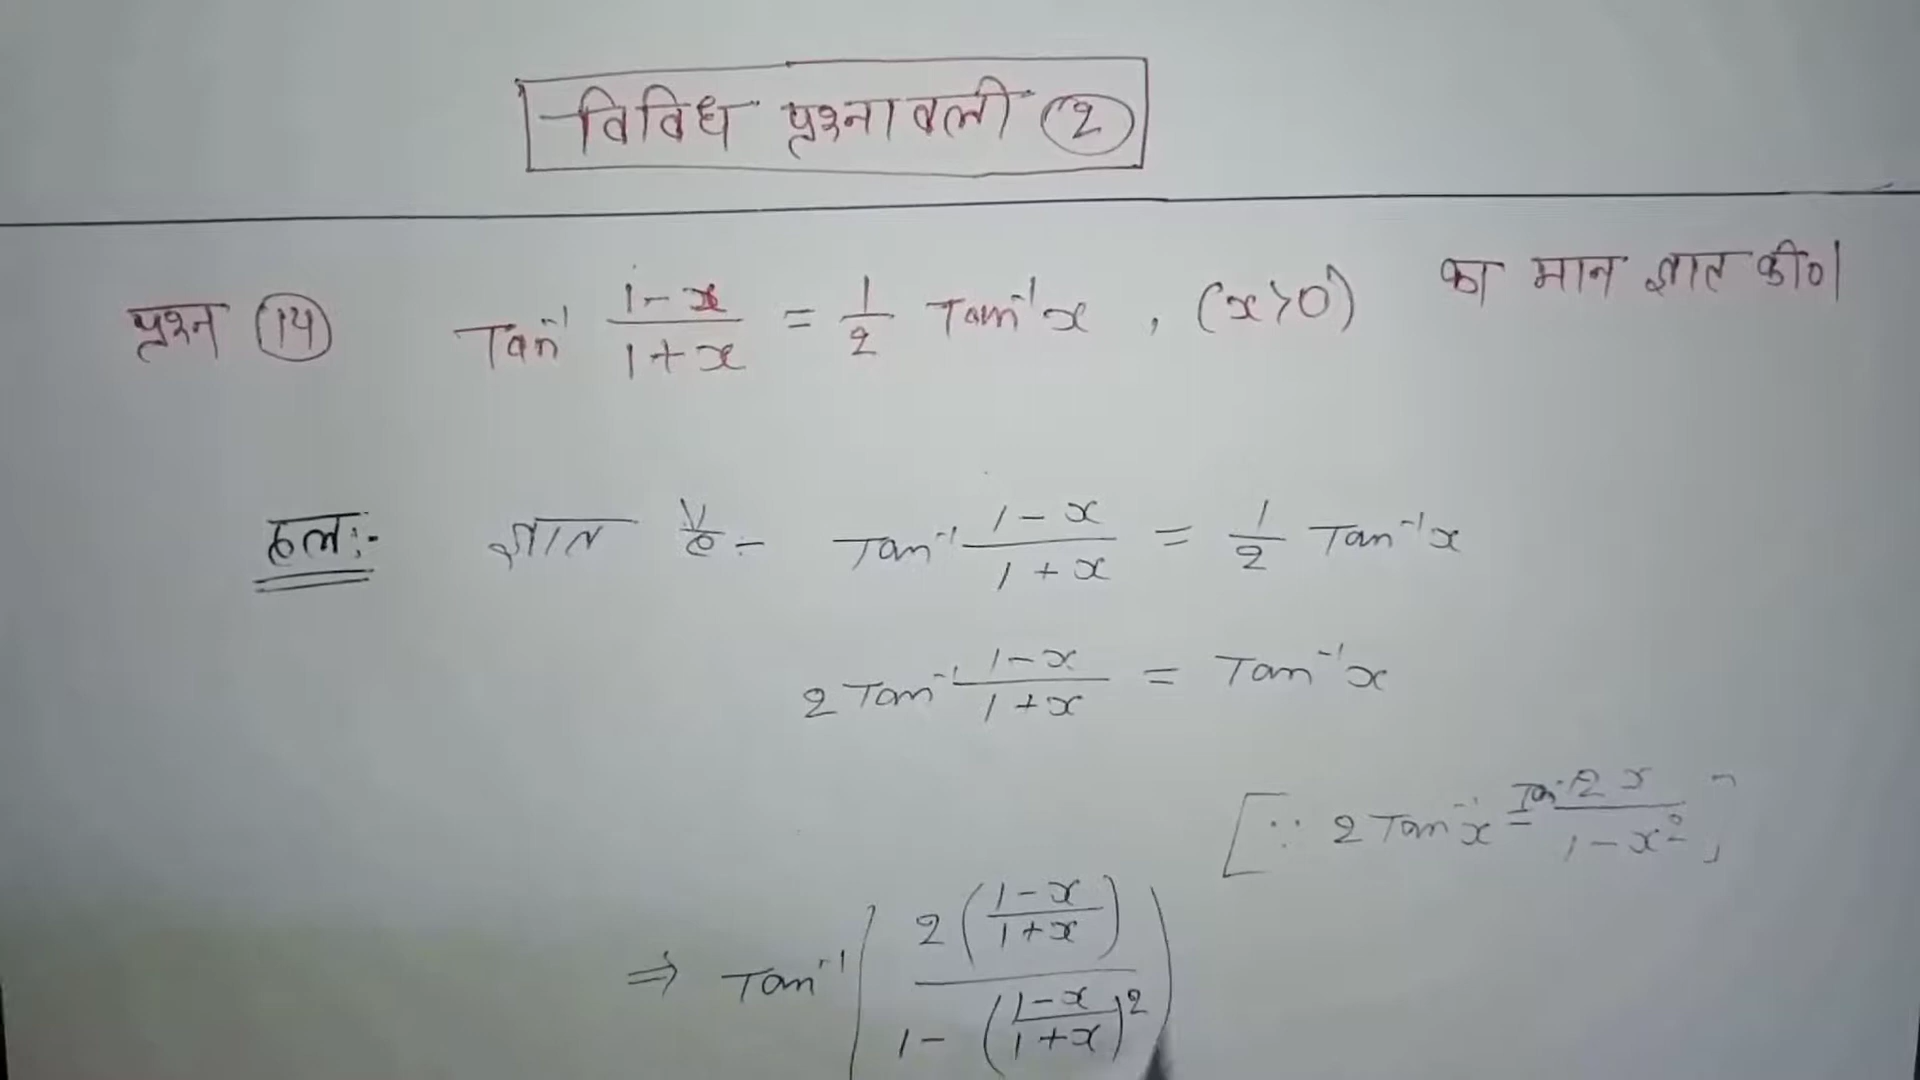 विविध प्रश्नावली 2
प्रश्न 14 Tan⁻¹ (1-x)/(1+x) = 1/2 Tan⁻¹x , (x>0) का मान ज्ञात की०|
हल:- ज्ञात है- Tan⁻¹ (1-x)/(1+x) = 1/2 Tan⁻¹x
2 Tan⁻¹ (1-x)/(1+x) = Tan⁻¹x
[∵ 2 Tan⁻¹x = Tan⁻¹ 2x/(1-x²)]
⇒ Tan⁻¹ ( 2((1-x)/(1+x)) / (1-((1-x)/(1+x))²) )